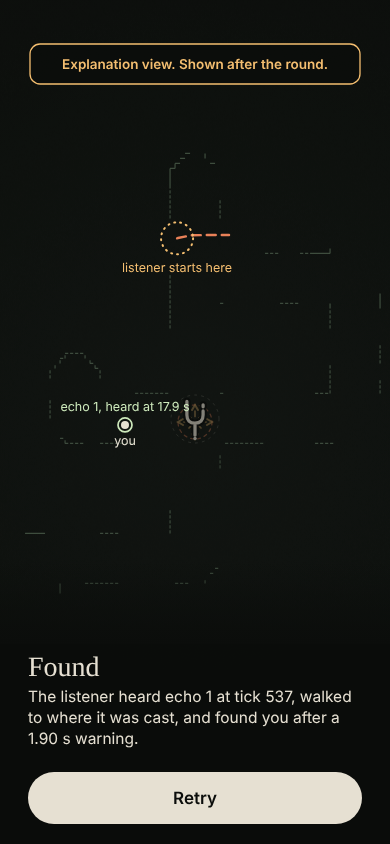 Explanation view. Shown after the round.
listener starts here
echo 1, heard at 17.9 s
you
Found
The listener heard echo 1 at tick 537, walked
to where it was cast, and found you after a
1.90 s warning.
Retry